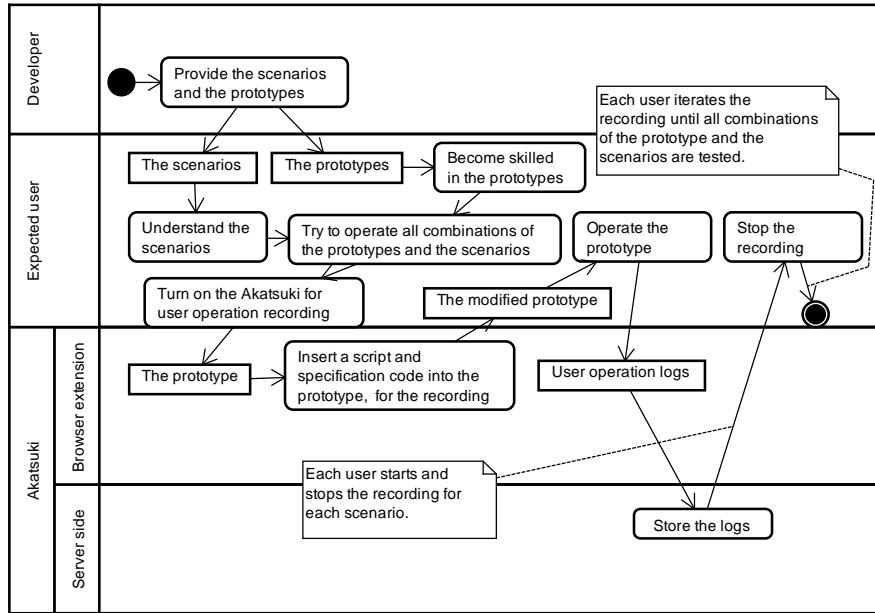 Developer
Provide the scenarios
and the prototypes
Each user iterates the
recording until all combinations
of the prototype and the
scenarios are tested.
Expected user
The scenarios
The prototypes
Become skilled
in the prototypes
Understand the
scenarios
Try to operate all combinations of
the prototypes and the scenarios
Operate the
prototype
Stop the
recording
Turn on the Akatsuki for
user operation recording
The modified prototype
Akatsuki
Browser extension
The prototype
Insert a script and
specification code into the
prototype, for the recording
User operation logs
Each user starts and
stops the recording for
each scenario.
Server side
Store the logs